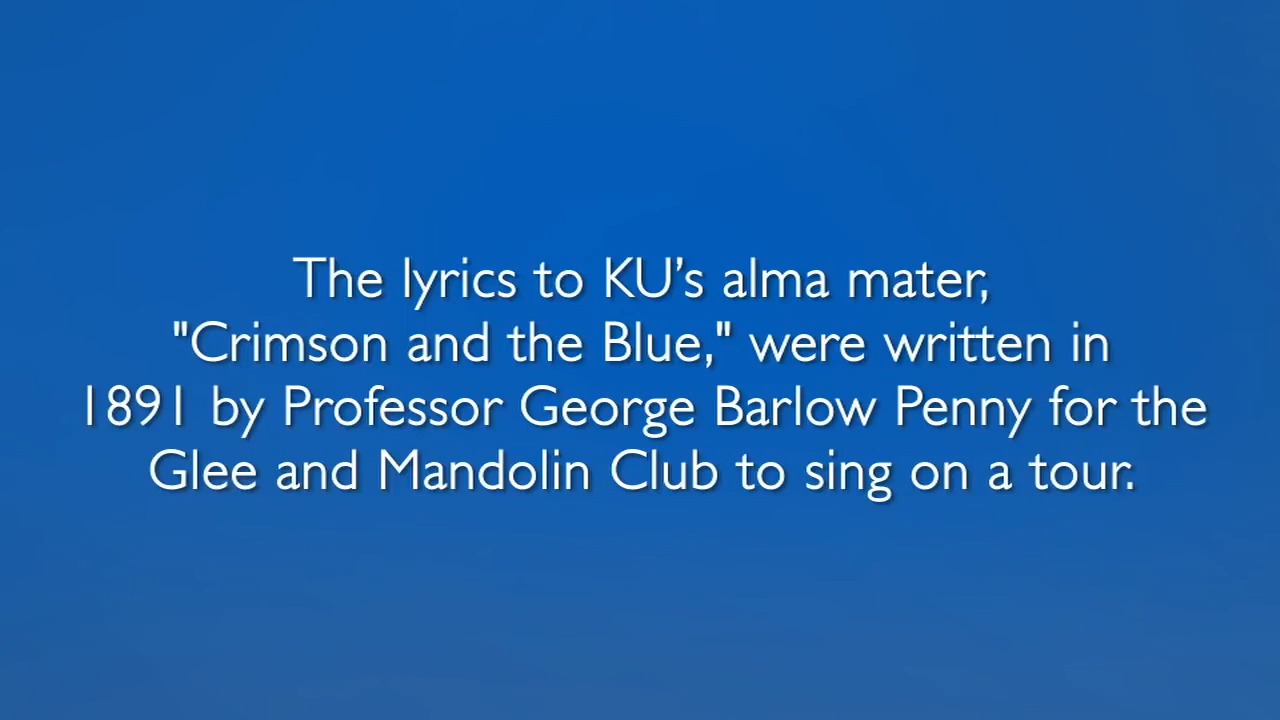 The lyrics to KU’s alma mater,
"Crimson and the Blue," were written in
1891 by Professor George Barlow Penny for the
Glee and Mandolin Club to sing on a tour.